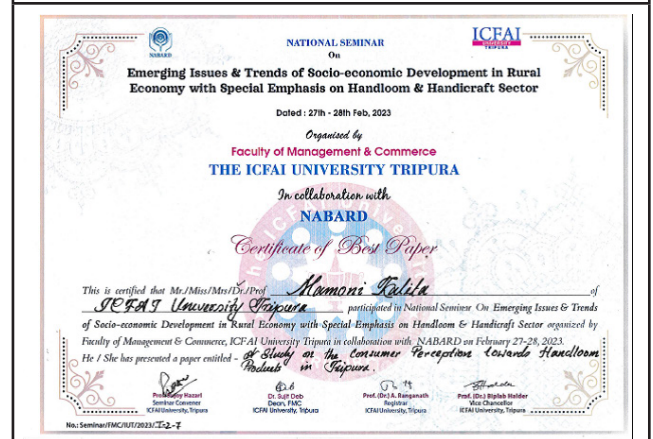 NABARD
ICFAI
UNIVERSITY
TRIPURA
NATIONAL SEMINAR
On
Emerging Issues & Trends of Socio-economic Development in Rural
Economy with Special Emphasis on Handloom & Handicraft Sector
Dated : 27th - 28th Feb, 2023
Organised by
Faculty of Management & Commerce
THE ICFAI UNIVERSITY TRIPURA
In collaboration with
NABARD
Certificate of Best Paper
This is certified that Mr./Miss/Mrs/Dr./Prof Mamoni Kalita of
ICFAI University Tripura participated in National Seminar On Emerging Issues & Trends
of Socio-economic Development in Rural Economy with Special Emphasis on Handloom & Handicraft Sector organized by
Faculty of Management & Commerce, ICFAI University Tripura in collaboration with NABARD on February 27-28, 2023.
He / She has presented a paper entitled - A Study on the Consumer Perception towards Handloom
Products in Tripura.
Hazari
Seminar Convener
ICFAI University, Tripura
Dr. Sujit Deb
Dean, FMC
ICFAI University, Tripura
Prof. (Dr.) A. Ranganath
Registrar
ICFAI University, Tripura
Prof. (Dr.) Biplab Halder
Vice Chancellor
ICFAI University, Tripura
No.: Seminar/FMC/IUT/2023/I-2-7